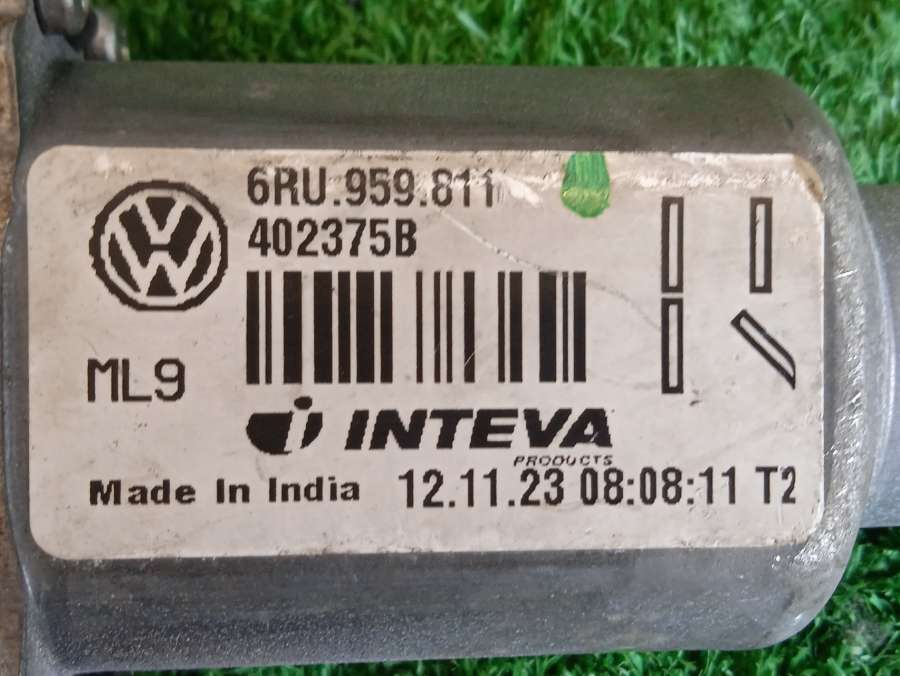 6RU.959.811
402375B
ML9
INTEVA
PRODUCTS
Made In India 12.11.23 08:08:11 T2